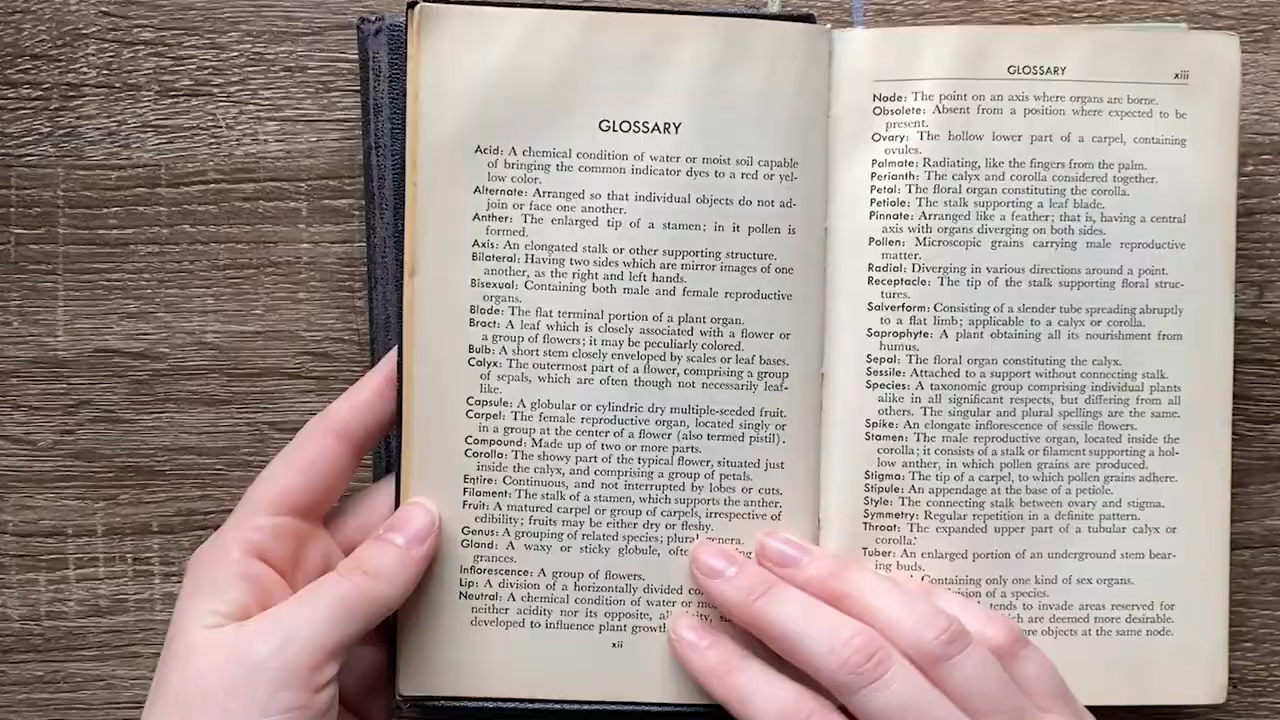 GLOSSARY
Acid: A chemical condition of water or moist soil capable
of bringing the common indicator dyes to a red or yel-
low color.
Alternate: Arranged so that individual objects do not ad-
join or face one another.
Anther: The enlarged tip of a stamen; in it pollen is
formed.
Axis: An elongated stalk or other supporting structure.
Bilateral: Having two sides which are mirror images of one
another, as the right and left hands.
Bisexual: Containing both male and female reproductive
organs.
Blade: The flat terminal portion of a plant organ.
Bract: A leaf which is closely associated with a flower or
a group of flowers; it may be peculiarly colored.
Bulb: A short stem closely enveloped by scales or leaf bases.
Calyx: The outermost part of a flower, comprising a group
of sepals, which are often though not necessarily leaf-
like.
Capsule: A globular or cylindric dry multiple-seeded fruit.
Carpel: The female reproductive organ, located singly or
in a group at the center of a flower (also termed pistil).
Compound: Made up of two or more parts.
Corolla: The showy part of the typical flower, situated just
inside the calyx, and comprising a group of petals.
Entire: Continuous, and not interrupted by lobes or cuts.
Filament: The stalk of a stamen, which supports the anther.
Fruit: A matured carpel or group of carpels, irrespective of
edibility; fruits may be either dry or fleshy.
Genus: A grouping of related species; plural genera.
Gland: A waxy or sticky globule,
grances.
Inflorescence: A group of flowers.
Lip: A division of a horizontally divided
Neutral: A chemical condition of water or
neither acidity nor its opposite,
developed to influence plant
xii
GLOSSARY xiii
Node: The point on an axis where organs are borne.
Obsolete: Absent from a position where expected to be
present.
Ovary: The hollow lower part of a carpel, containing
ovules.
Palmate: Radiating, like the fingers from the palm.
Perianth: The calyx and corolla considered together.
Petal: The floral organ constituting the corolla.
Petiole: The stalk supporting a leaf blade.
Pinnate: Arranged like a feather; that is, having a central
axis with organs diverging on both sides.
Pollen: Microscopic grains carrying male reproductive
matter.
Radial: Diverging in various directions around a point.
Receptacle: The tip of the stalk supporting floral struc-
tures.
Salverform: Consisting of a slender tube spreading abruptly
to a flat limb; applicable to a calyx or corolla.
Saprophyte: A plant obtaining all its nourishment from
humus.
Sepal: The floral organ constituting the calyx.
Sessile: Attached to a support without connecting stalk.
Species: A taxonomic group comprising individual plants
alike in all significant respects, but differing from all
others. The singular and plural spellings are the same.
Spike: An elongate inflorescence of sessile flowers.
Stamen: The male reproductive organ, located inside the
corolla; it consists of a stalk or filament supporting a hol-
low anther, in which pollen grains are produced.
Stigma: The tip of a carpel, to which pollen grains adhere.
Stipule: An appendage at the base of a petiole.
Style: The connecting stalk between ovary and stigma.
Symmetry: Regular repetition in a definite pattern.
Throat: The expanded upper part of a tubular calyx or
corolla.
Tuber: An enlarged portion of an underground stem bear-
ing buds.
Containing only one kind of sex organs.
of a species.
tends to invade areas reserved for
are deemed more desirable.
objects at the same node.